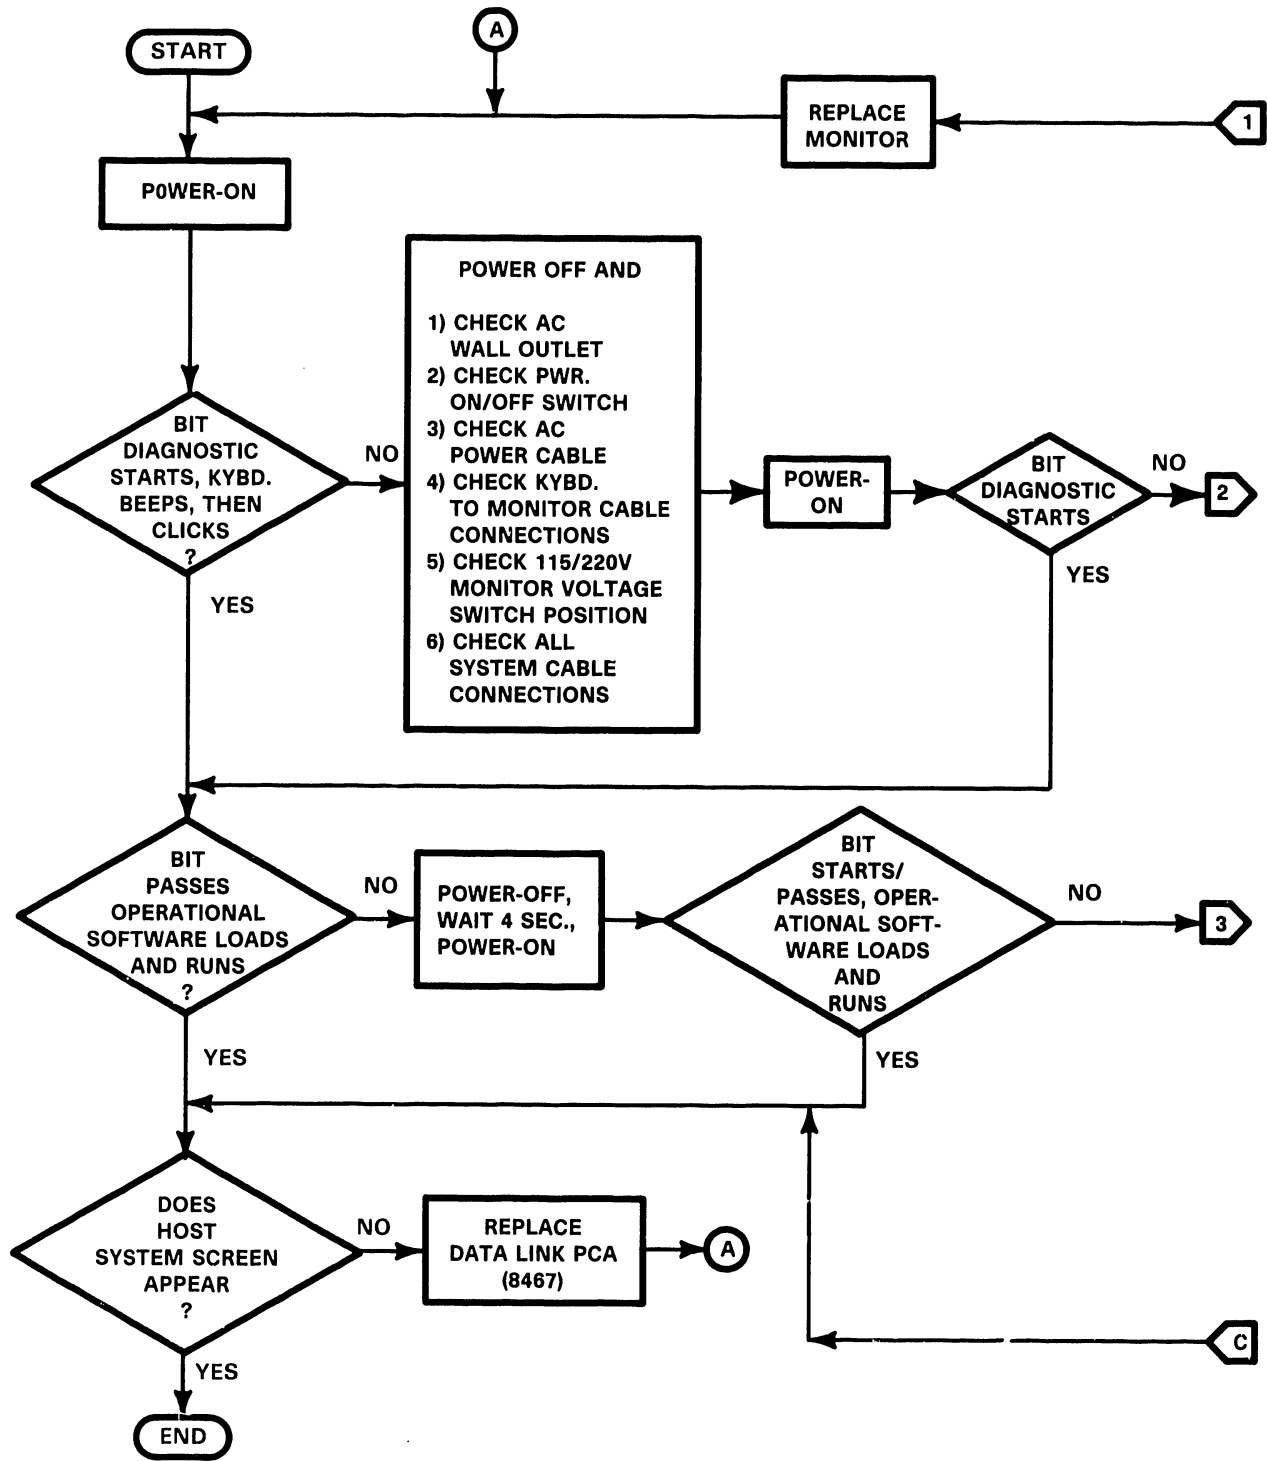 A
START
REPLACE
MONITOR
1
P0WER-ON
POWER OFF AND
1) CHECK AC
WALL OUTLET
2) CHECK PWR.
ON/OFF SWITCH
3) CHECK AC
POWER CABLE
4) CHECK KYBD.
TO MONITOR CABLE
CONNECTIONS
5) CHECK 115/220V
MONITOR VOLTAGE
SWITCH POSITION
6) CHECK ALL
SYSTEM CABLE
CONNECTIONS
BIT
DIAGNOSTIC
STARTS, KYBD.
BEEPS, THEN
CLICKS
?
NO
YES
POWER-
ON
BIT
DIAGNOSTIC
STARTS
NO
2
YES
BIT
PASSES
OPERATIONAL
SOFTWARE LOADS
AND RUNS
?
NO
YES
POWER-OFF,
WAIT 4 SEC.,
POWER-ON
BIT
STARTS/
PASSES, OPER-
ATIONAL SOFT-
WARE LOADS
AND
RUNS
NO
3
YES
DOES
HOST
SYSTEM SCREEN
APPEAR
?
NO
REPLACE
DATA LINK PCA
(8467)
A
C
YES
END